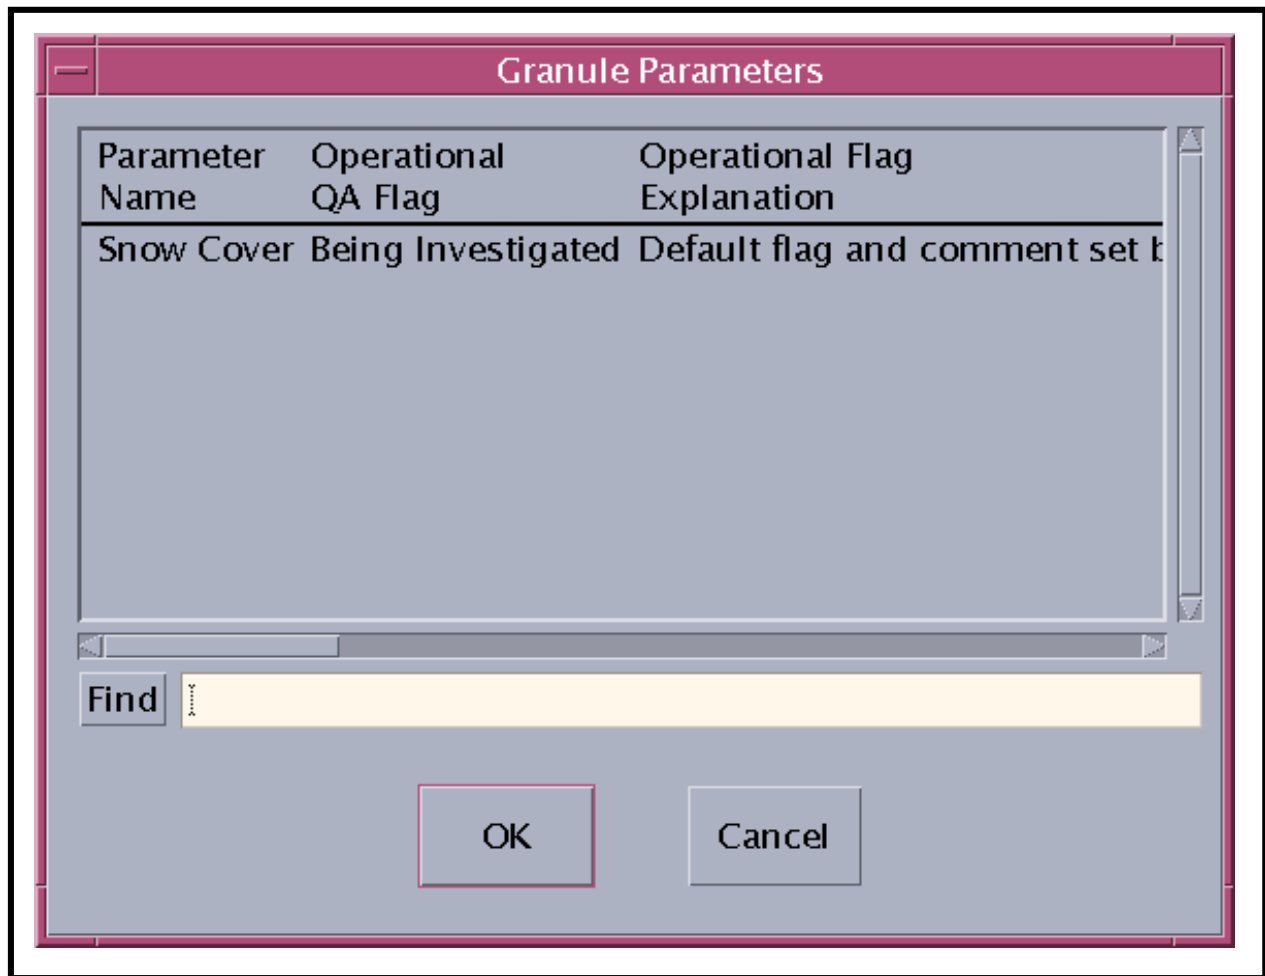 Granule Parameters
Parameter Operational Operational Flag
Name QA Flag Explanation
Snow Cover Being Investigated Default flag and comment set
Find
OK Cancel